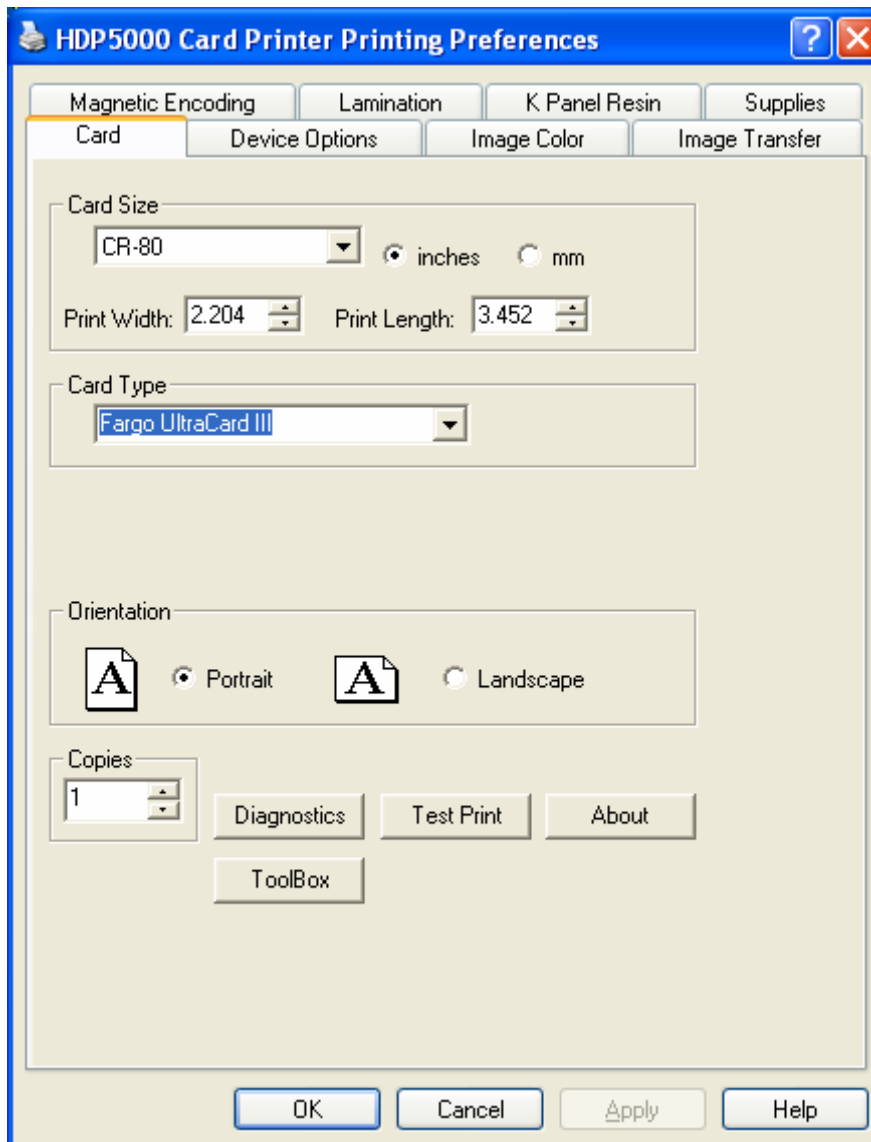 HDP5000 Card Printer Printing Preferences
Magnetic Encoding Lamination K Panel Resin Supplies
Card Device Options Image Color Image Transfer
Card Size
CR-80 inches mm
Print Width: 2.204 Print Length: 3.452
Card Type
Fargo UltraCard III
Orientation
A Portrait A Landscape
Copies
1
Diagnostics Test Print About
ToolBox
OK Cancel Apply Help